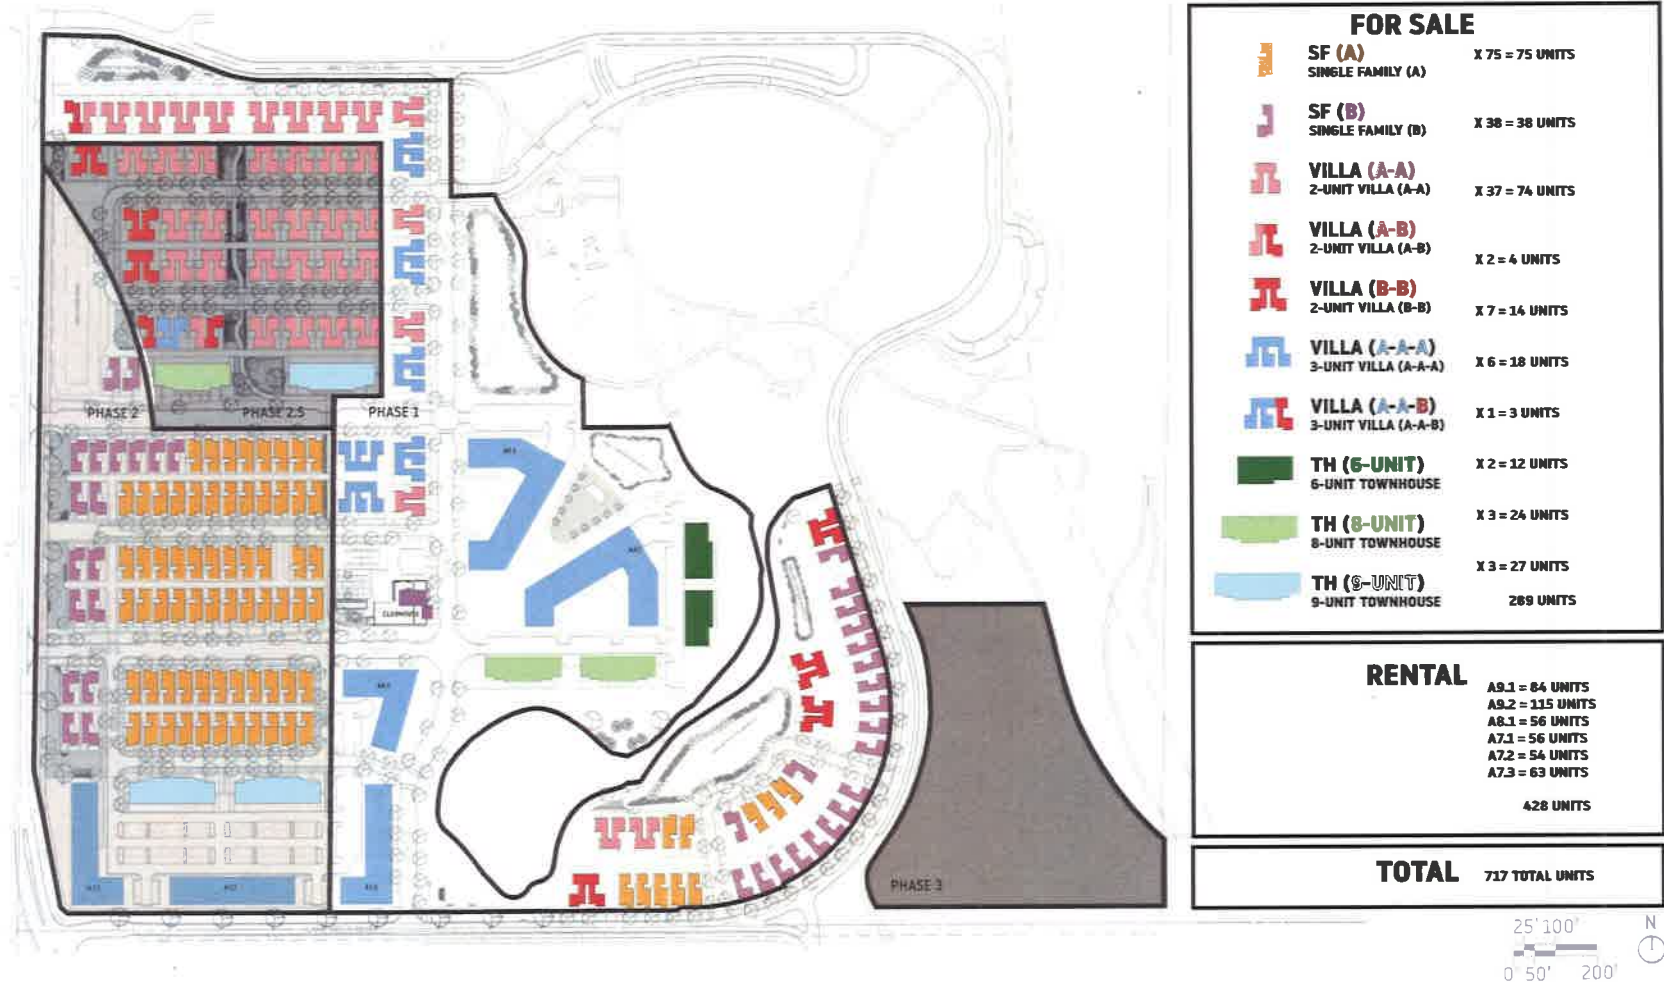 FOR SALE
SF (A) X 75 = 75 UNITS
SINGLE FAMILY (A)
SF (B) X 38 = 38 UNITS
SINGLE FAMILY (B)
VILLA (A-A)
2-UNIT VILLA (A-A) X 37 = 74 UNITS
VILLA (A-B)
2-UNIT VILLA (A-B) X 2 = 4 UNITS
VILLA (B-B)
2-UNIT VILLA (B-B) X 7 = 14 UNITS
VILLA (A-A-A)
3-UNIT VILLA (A-A-A) X 6 = 18 UNITS
VILLA (A-A-B) X 1 = 3 UNITS
3-UNIT VILLA (A-A-B)
TH (6-UNIT) X 2 = 12 UNITS
6-UNIT TOWNHOUSE
TH (8-UNIT) X 3 = 24 UNITS
8-UNIT TOWNHOUSE
X 3 = 27 UNITS
TH (9-UNIT)
9-UNIT TOWNHOUSE 289 UNITS
RENTAL
A9.1 = 84 UNITS
A9.2 = 115 UNITS
A8.1 = 56 UNITS
A7.1 = 56 UNITS
A7.2 = 54 UNITS
A7.3 = 63 UNITS
428 UNITS
TOTAL 717 TOTAL UNITS
PHASE 2
PHASE 2.5
PHASE 1
CLUBHOUSE
PHASE 3
25' 100'
0' 50' 200'
N